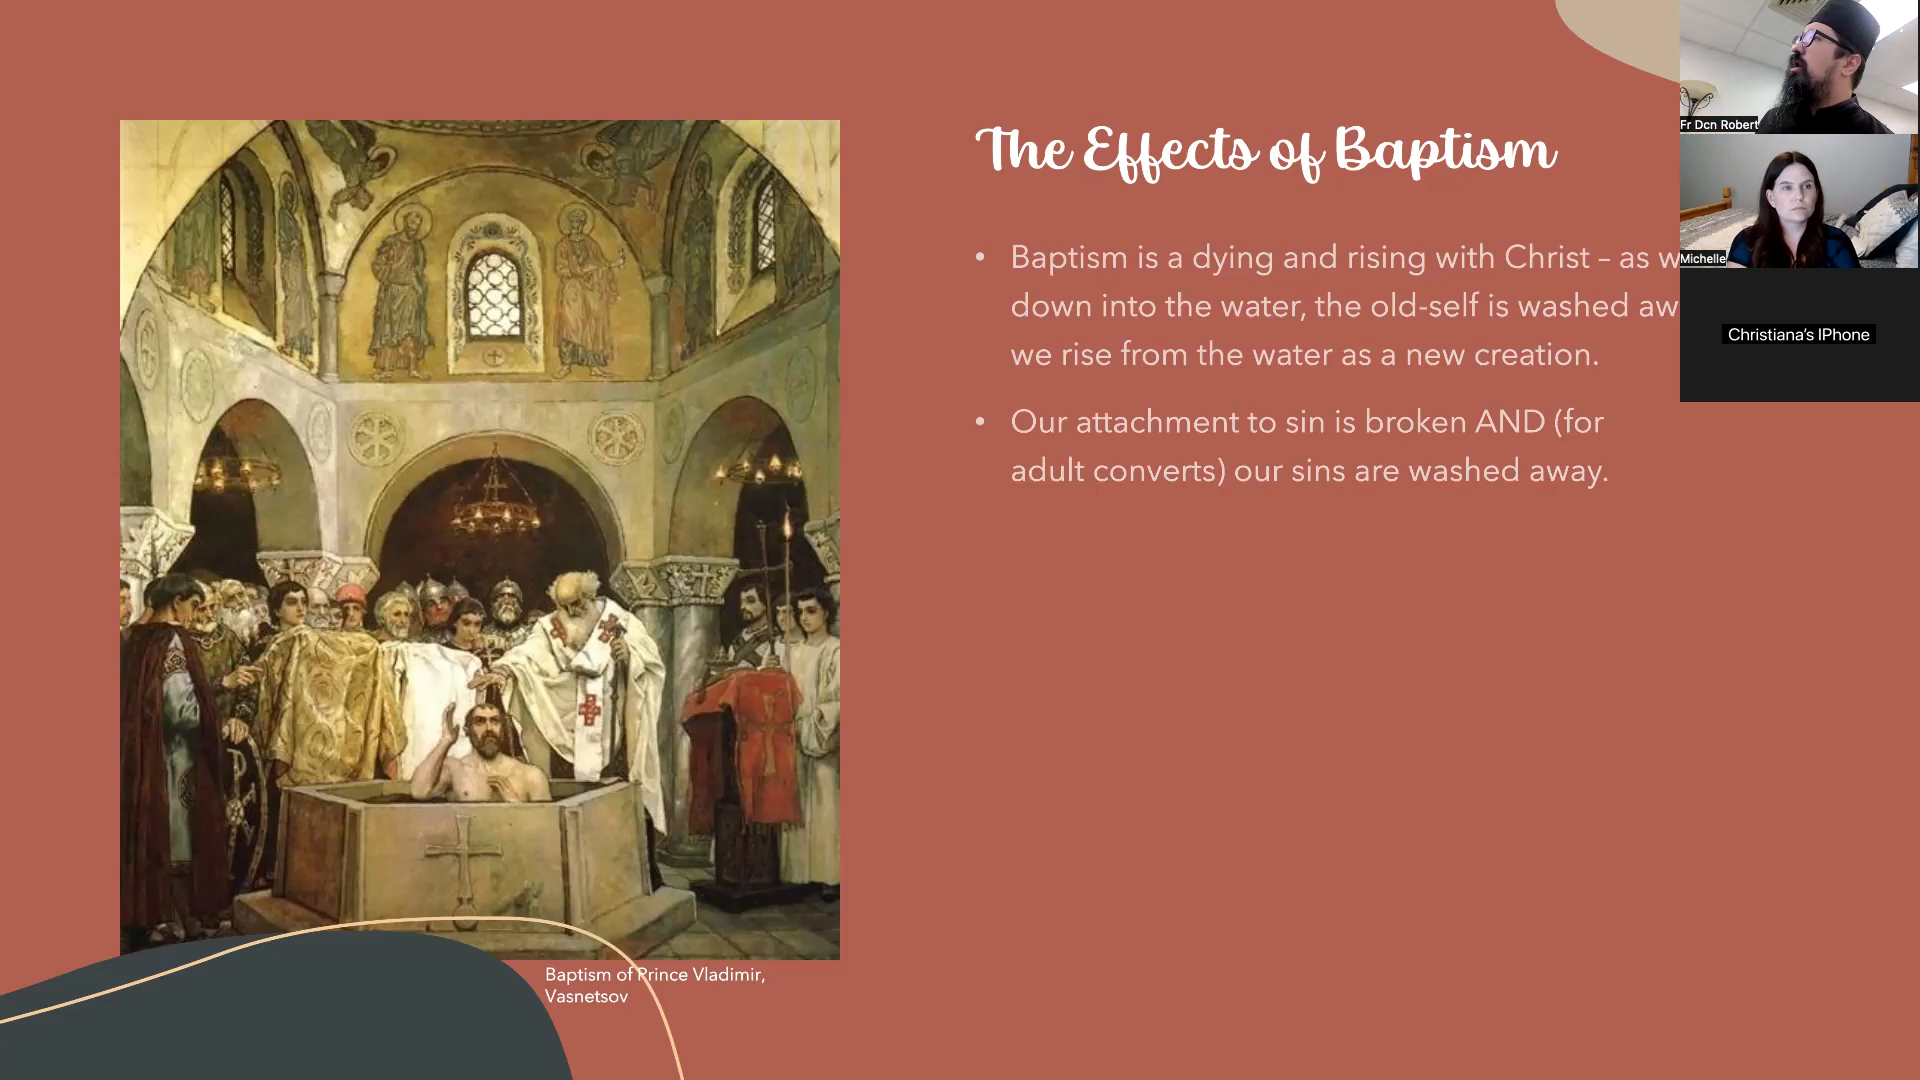 The Effects of Baptism
• Baptism is a dying and rising with Christ – as w
down into the water, the old-self is washed aw
we rise from the water as a new creation.
• Our attachment to sin is broken AND (for
adult converts) our sins are washed away.
Baptism of Prince Vladimir,
Vasnetsov
Fr Dcn Robert
Michelle
Christiana's IPhone